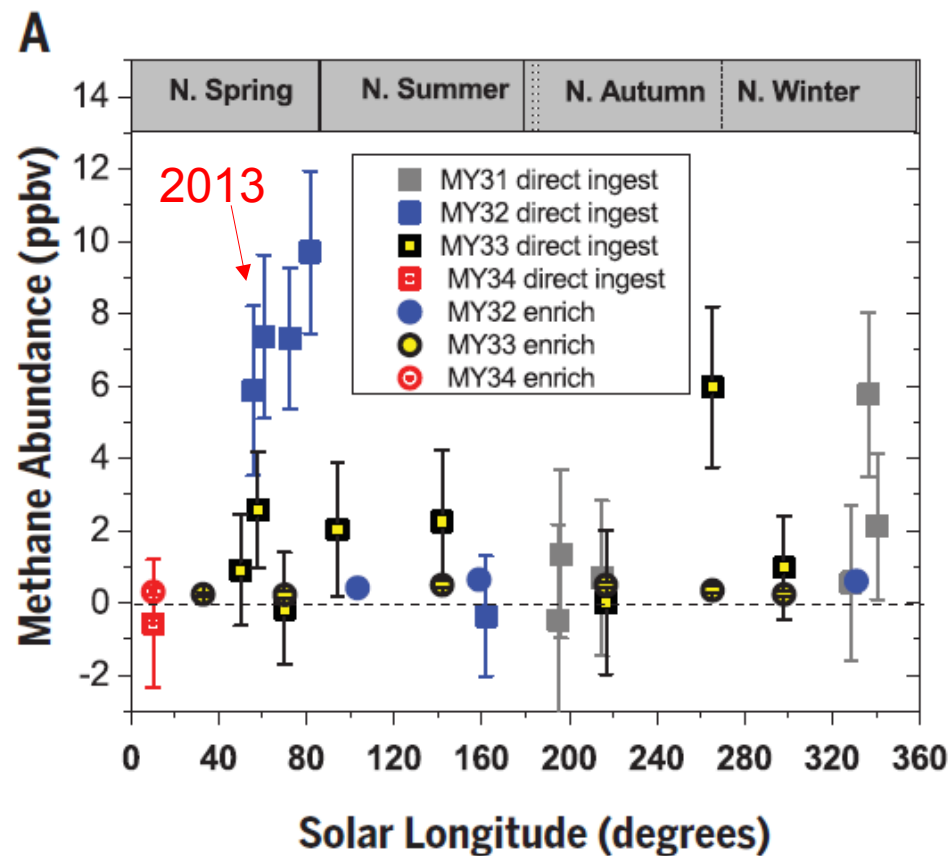 A
N. Spring N. Summer N. Autumn N. Winter
2013
MY31 direct ingest
MY32 direct ingest
MY33 direct ingest
MY34 direct ingest
MY32 enrich
MY33 enrich
MY34 enrich
Methane Abundance (ppbv)
14
12
10
8
6
4
2
0
-2
0 40 80 120 160 200 240 280 320 360
Solar Longitude (degrees)